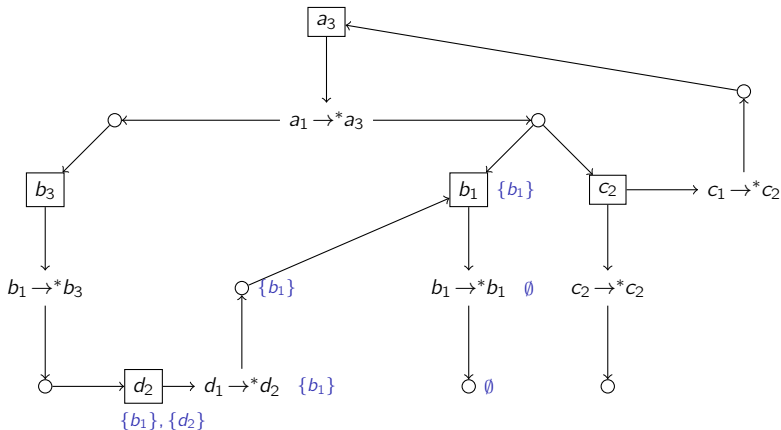 a₃
a₁→*a₃
b₃ b₁ {b₁} c₂ c₁→*c₂
b₁→*b₃ {b₁} b₁→*b₁ ∅ c₂→*c₂
d₂ d₁→*d₂ {b₁} ∅
{b₁}, {d₂}